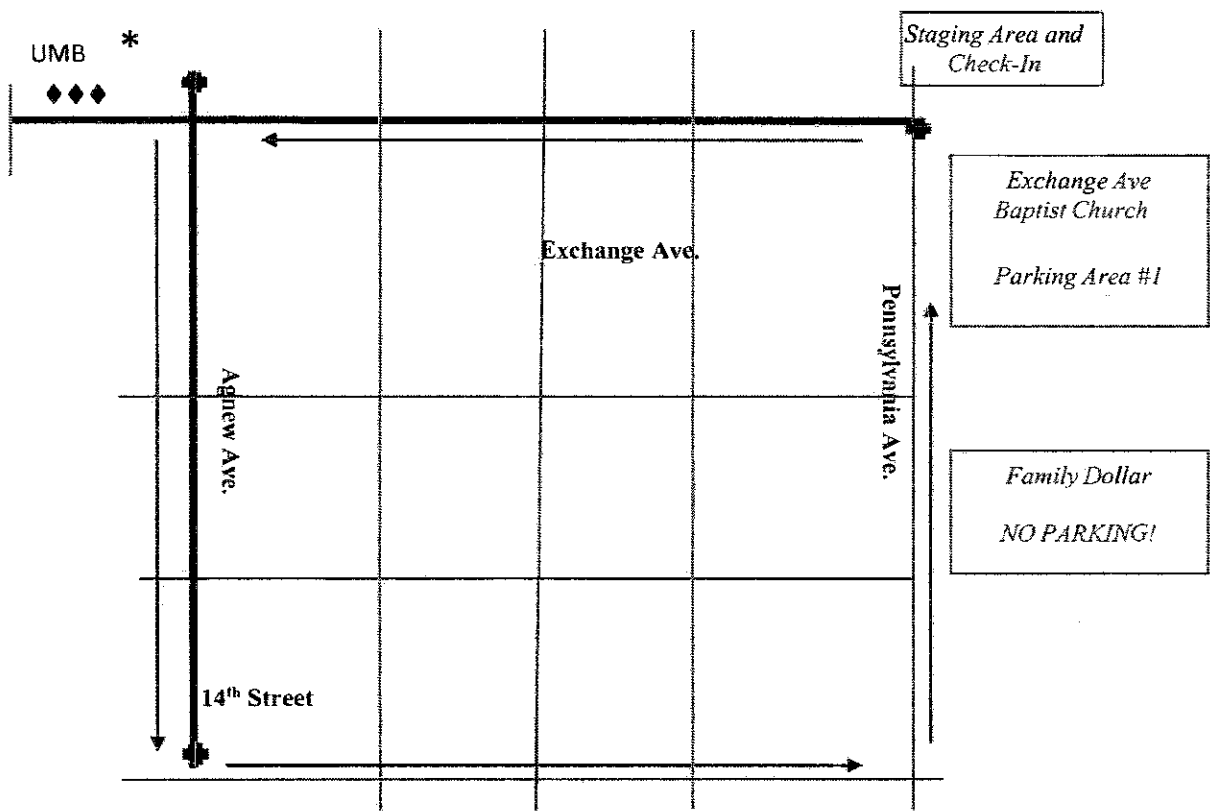 UMB *
Staging Area and
Check-In
Exchange Ave
Baptist Church
Parking Area #1
Exchange Ave.
Pennsylvania Ave.
Agnew Ave.
Family Dollar
NO PARKING!
14th Street